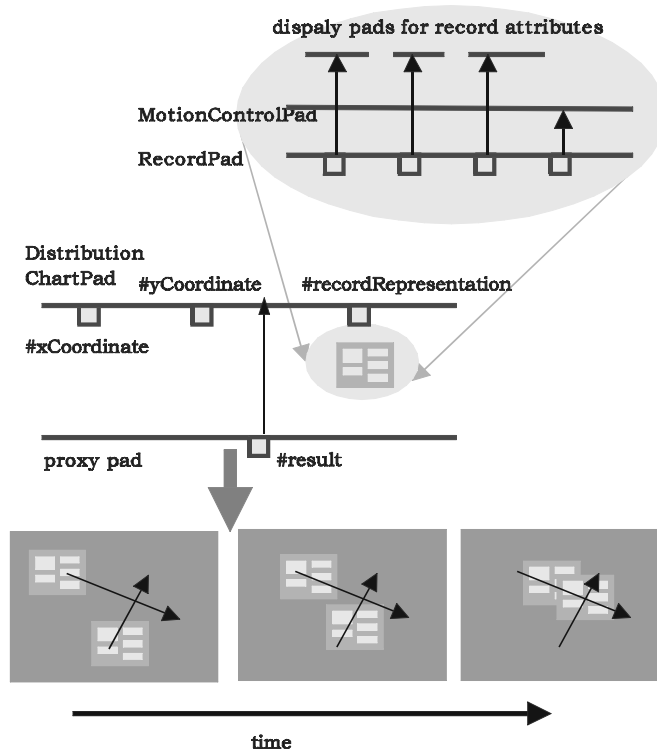 dispaly pads for record attributes
MotionControlPad
RecordPad
Distribution
ChartPad
#yCoordinate
#recordRepresentation
#xCoordinate
proxy pad
#result
time